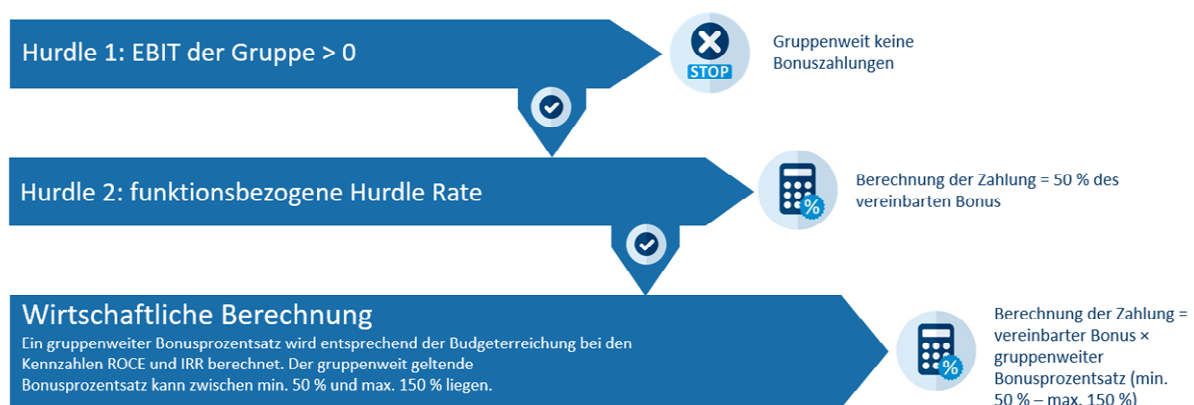 Hurdle 1: EBIT der Gruppe > 0
STOP
Gruppenweit keine
Bonuszahlungen
Hurdle 2: funktionsbezogene Hurdle Rate
%
Berechnung der Zahlung = 50 % des
vereinbarten Bonus
Wirtschaftliche Berechnung
Ein gruppenweiter Bonusprozentsatz wird entsprechend der Budgeterreichung bei den
Kennzahlen ROCE und IRR berechnet. Der gruppenweit geltende
Bonusprozentsatz kann zwischen min. 50 % und max. 150 % liegen.
%
Berechnung der Zahlung =
vereinbarter Bonus ×
gruppenweiter
Bonusprozentsatz (min.
50 % – max. 150 %)